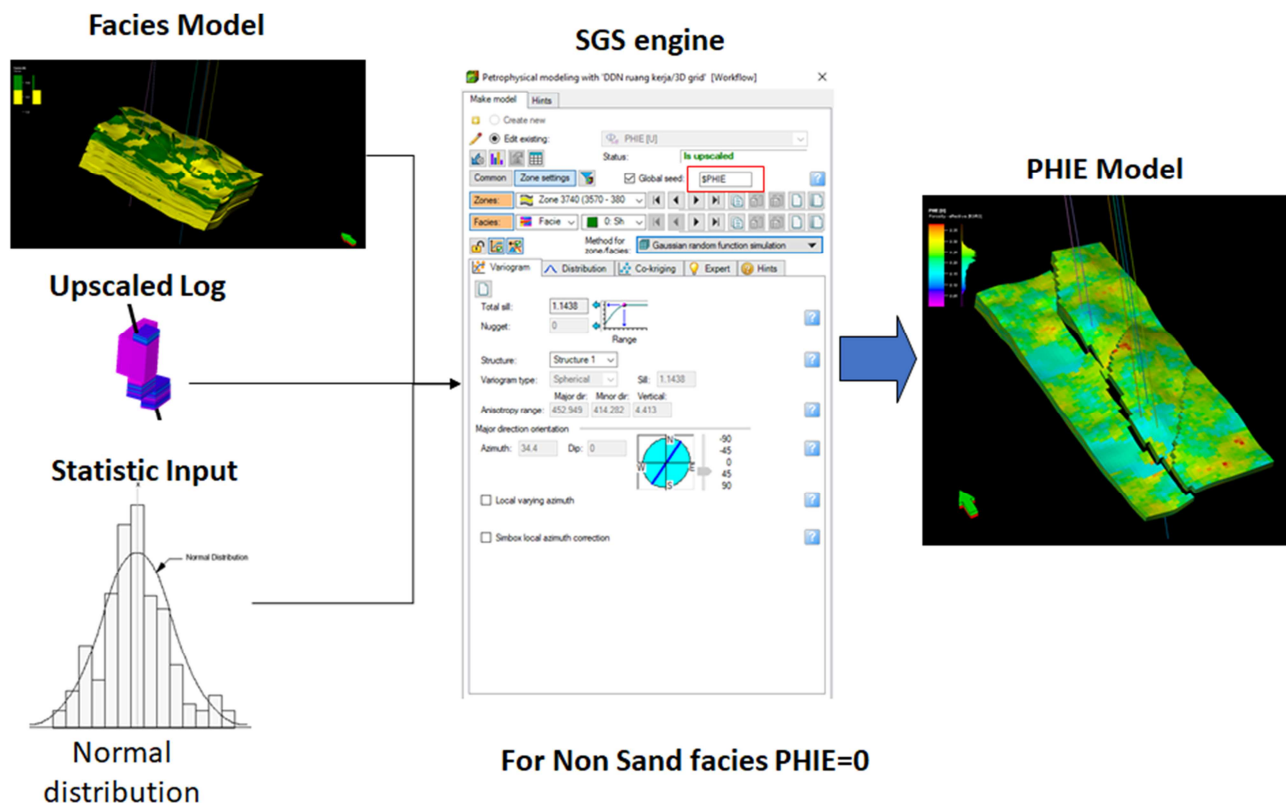 Facies Model
SGS engine
Petrophysical modeling with 'DDN ruang kerja/3D grid' [Workflow]
Make model Hints
Create new
Edit existing: PHIE [U]
Status: Is upscaled
Common Zone settings Global seed: $PHIE
Zones: Zone 3740 (3570 - 380
Facies: Facie 0: Sh
Method for
zone/facies: Gaussian random function simulation
Variogram Distribution Co-kriging Expert Hints
Total sill: 1.1438
Nugget: 0
Range
Structure: Structure 1
Variogram type: Spherical Sill: 1.1438
Major dir: Minor dir: Vertical:
Anisotropy range: 452.949 414.282 4.413
Major direction orientation
Azimuth: 34.4 Dip: 0
N
W E
S
-90
-45
0
45
90
Local varying azimuth
Simbox local azimuth correction
Upscaled Log
Statistic Input
Normal Distribution
Normal
distribution
PHIE Model
PHIE [U]
For Non Sand facies PHIE=0